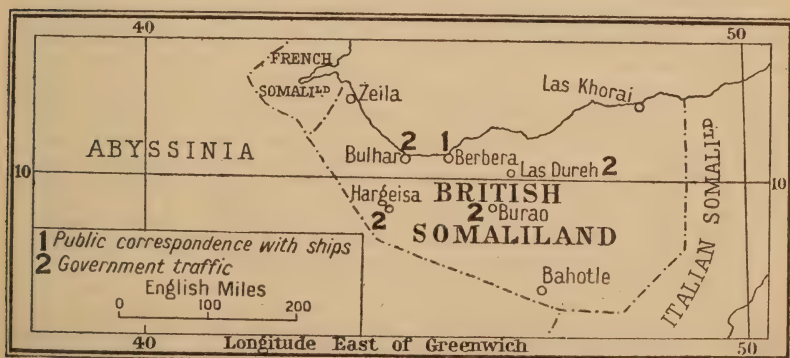 40
50
FRENCH
SOMALILD
Zeila
Las Khorai
ABYSSINIA
2
1
Bulhar
Berbera
Las Dureh 2
10
10
Hargeisa
2
BRITISH
2 Burao
SOMALILAND
ITALIAN SOMALILD
Bahotle
1 Public correspondence with ships
2 Government traffic
English Miles
0 100 200
40
Longitude East of Greenwich
50